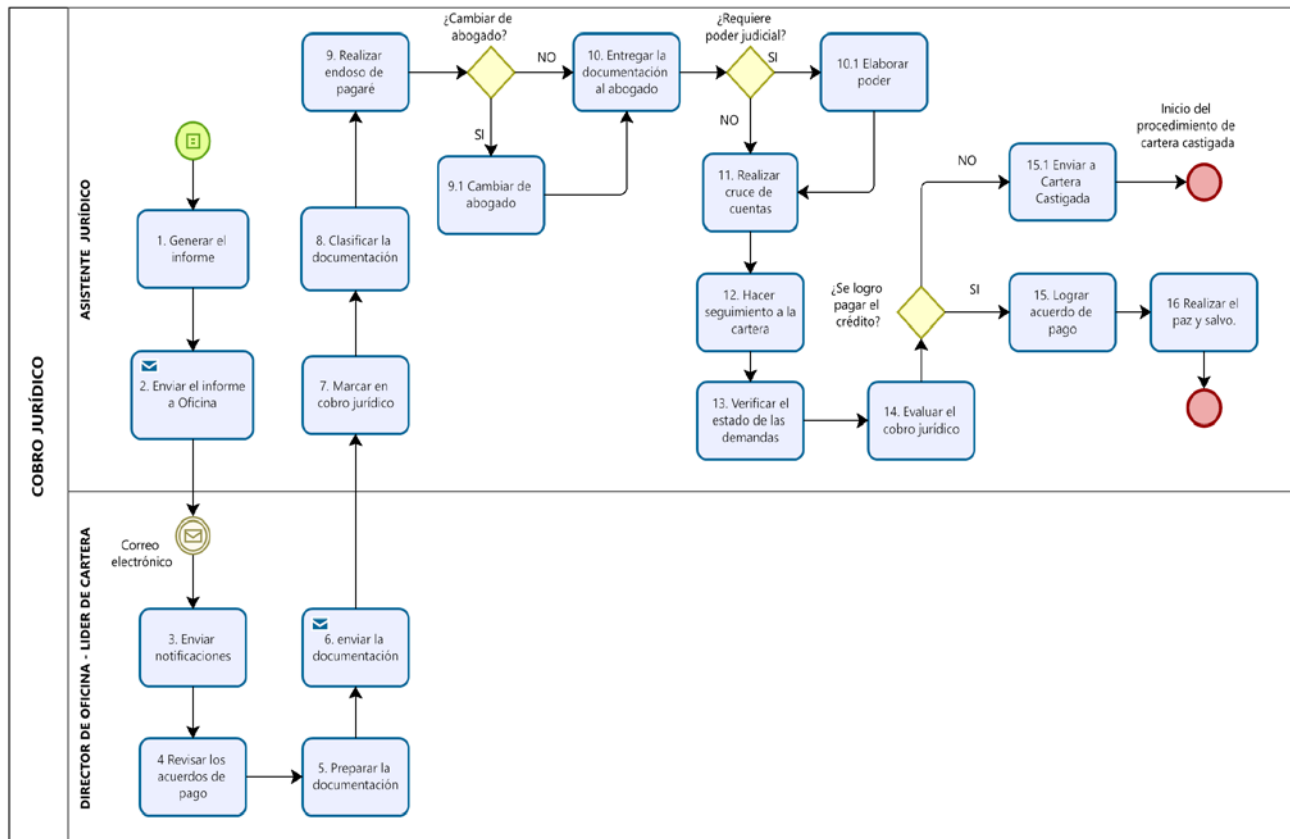 COBRO JURÍDICO
ASISTENTE  JURÍDICO
1. Generar el
informe
2. Enviar el informe
a Oficina
DIRECTOR DE OFICINA - LIDER DE CARTERA
Correo
electrónico
3. Enviar
notificaciones
4 Revisar los
acuerdos de
pago
5. Preparar la
documentación
6. enviar la
documentación
7. Marcar en
cobro jurídico
8. Clasificar la
documentación
9. Realizar
endoso de
pagaré
¿Cambiar de
abogado?
NO
SI
9.1 Cambiar de
abogado
10. Entregar la
documentación
al abogado
¿Requiere
poder judicial?
SI
NO
10.1 Elaborar
poder
11. Realizar
cruce de
cuentas
12. Hacer
seguimiento a la
cartera
13. Verificar el
estado de las
demandas
14. Evaluar el
cobro jurídico
¿Se logro
pagar el
crédito?
NO
SI
15.1 Enviar a
Cartera
Castigada
Inicio del
procedimiento de
cartera castigada
15. Lograr
acuerdo de
pago
16 Realizar el
paz y salvo.